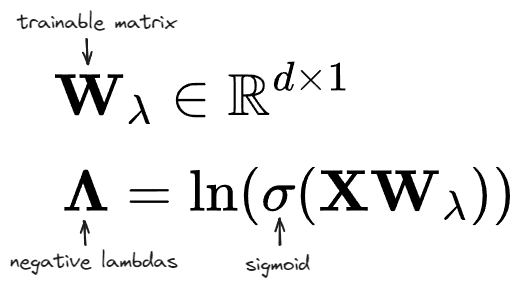 trainable matrix
𝐖_λ ∈ ℝ^{d×1}
𝚲 = ln(σ(𝐗𝐖_λ))
negative lambdas
sigmoid